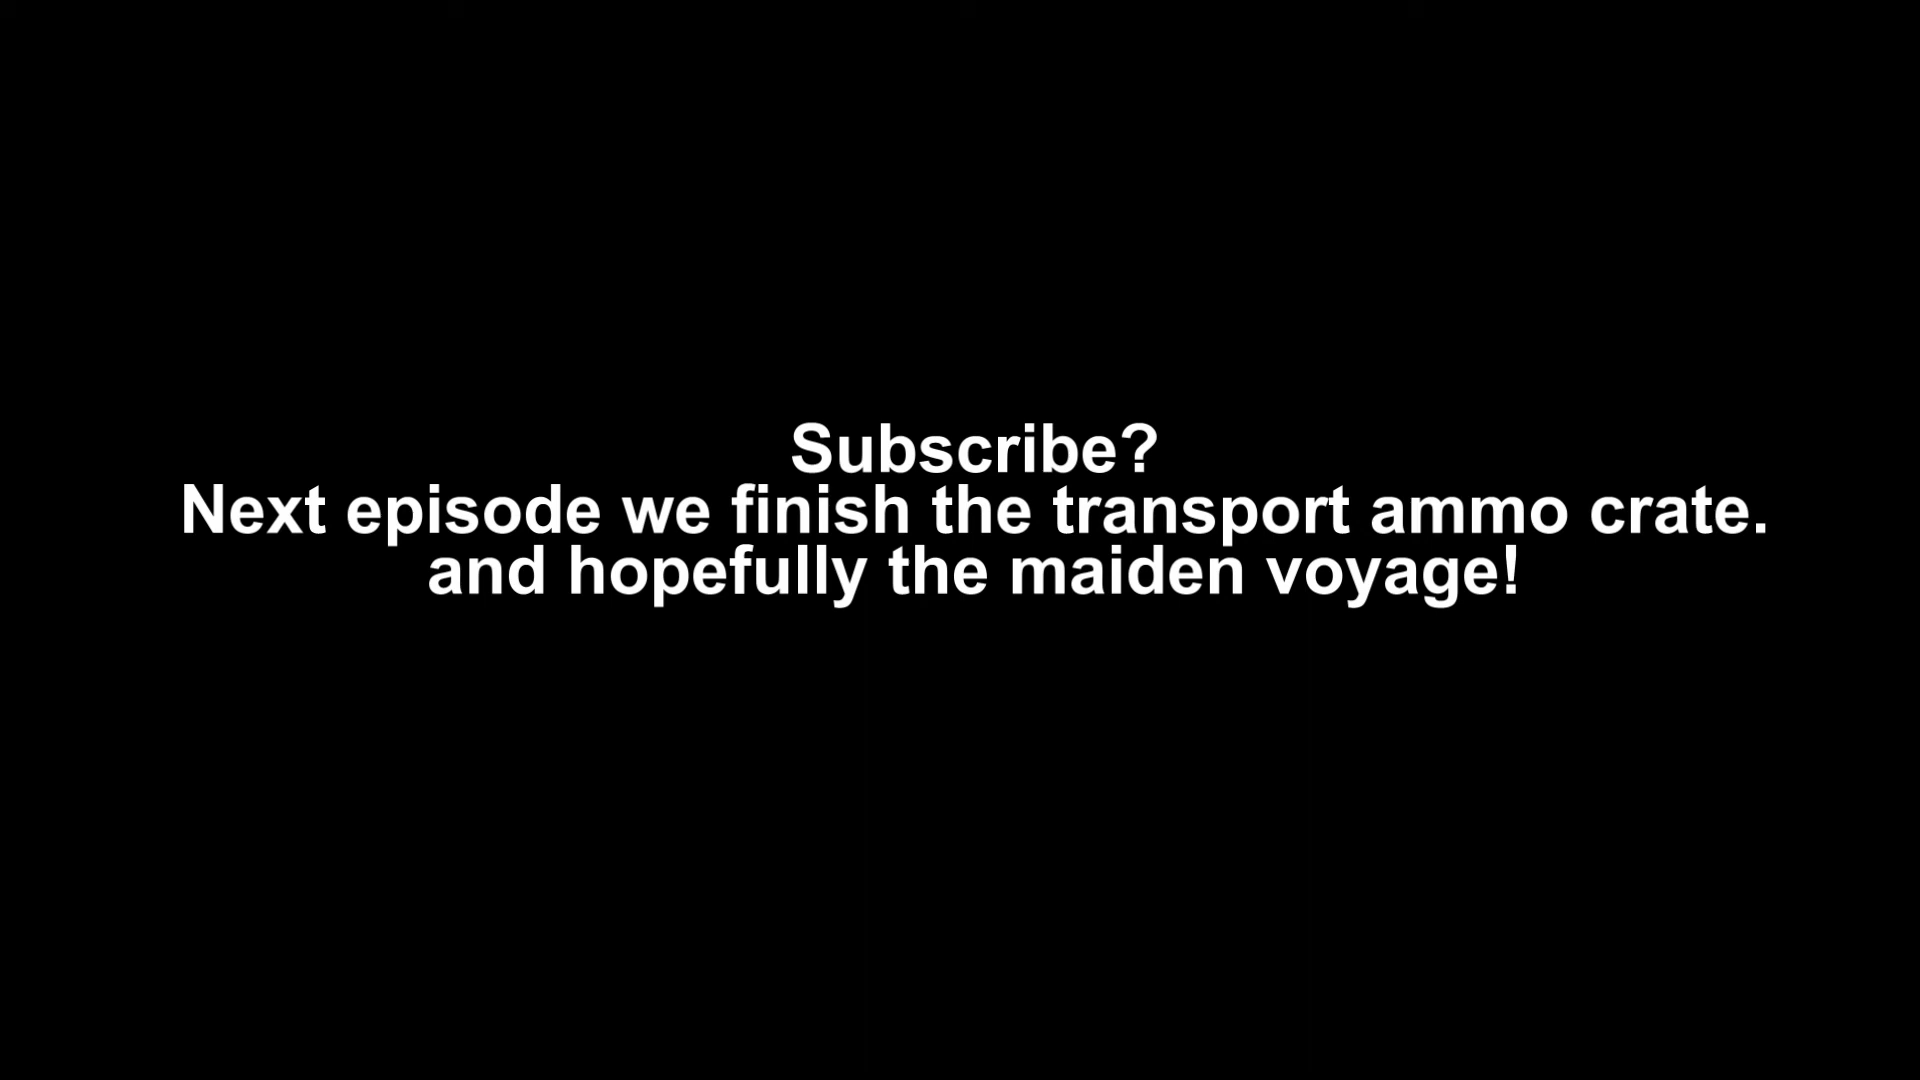 Subscribe?
Next episode we finish the transport ammo crate.
and hopefully the maiden voyage!